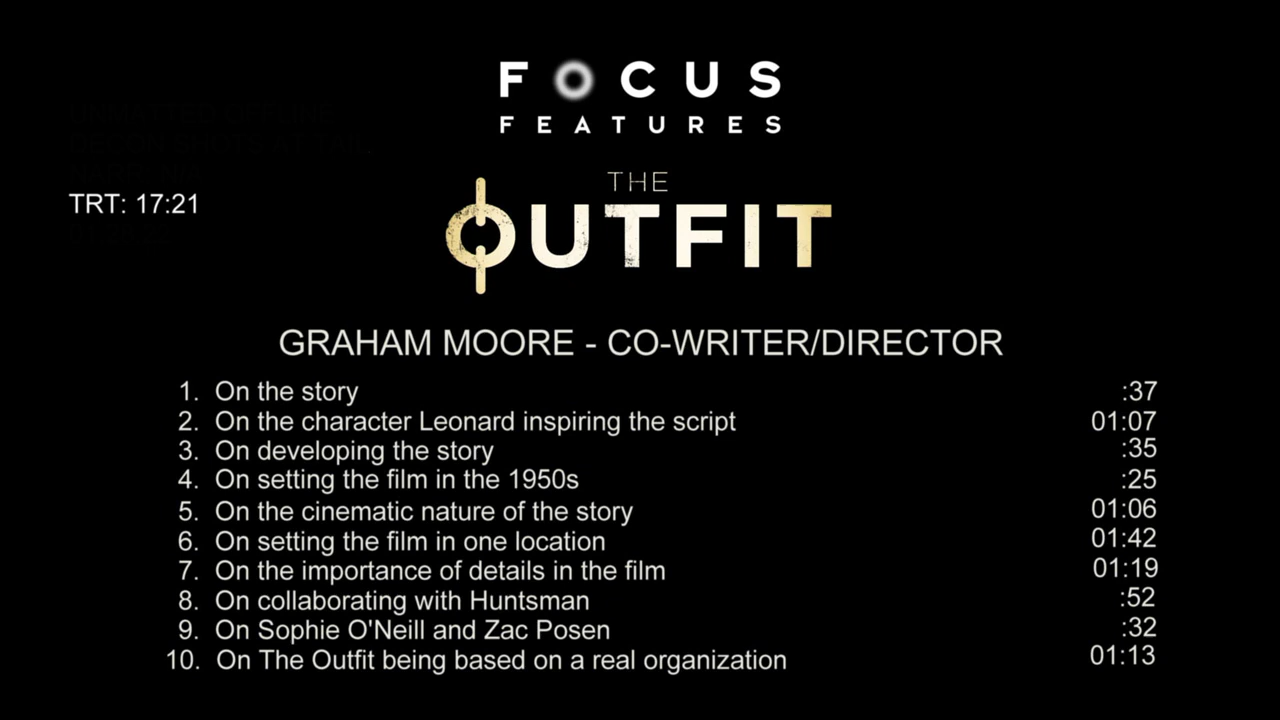 FOCUS
FEATURES
TRT: 17:21
THE
OUTFIT
GRAHAM MOORE - CO-WRITER/DIRECTOR
1. On the story :37
2. On the character Leonard inspiring the script 01:07
3. On developing the story :35
4. On setting the film in the 1950s :25
5. On the cinematic nature of the story 01:06
6. On setting the film in one location 01:42
7. On the importance of details in the film 01:19
8. On collaborating with Huntsman :52
9. On Sophie O'Neill and Zac Posen :32
10. On The Outfit being based on a real organization 01:13